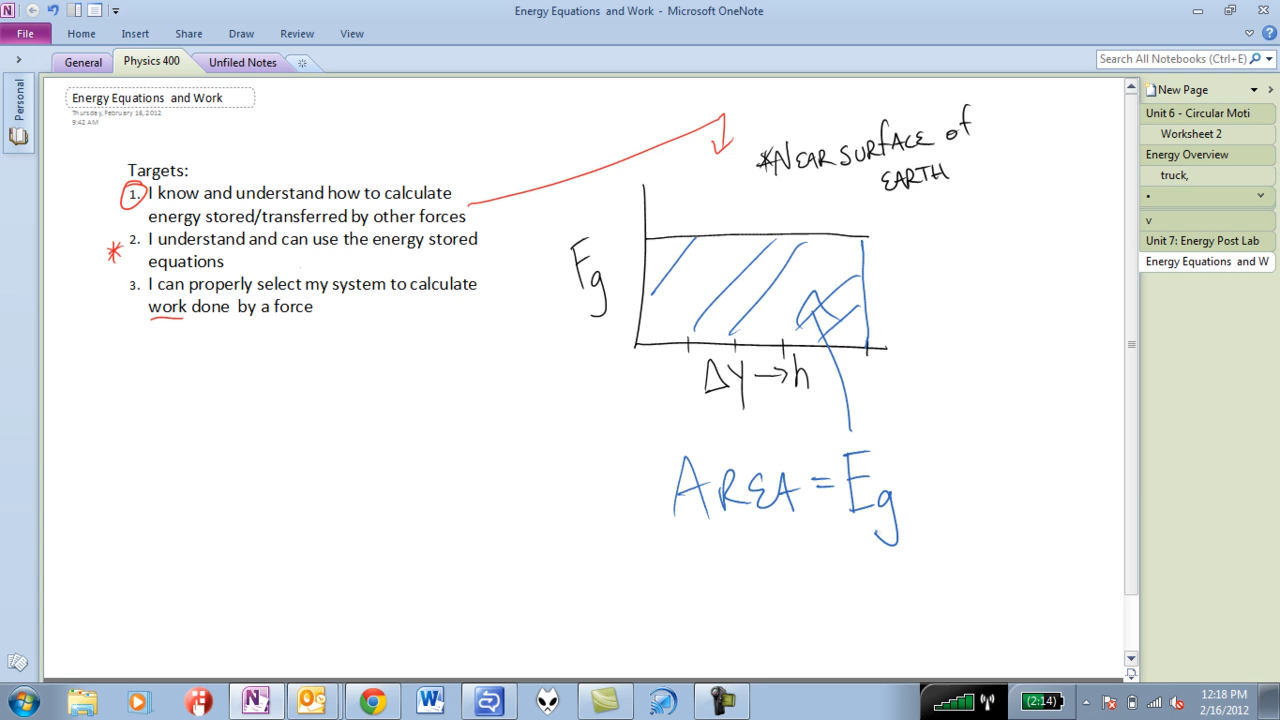 Energy Equations and Work - Microsoft OneNote
File
Home
Insert
Share
Draw
Review
View
General
Physics 400
Unfiled Notes
Search All Notebooks (Ctrl+E)
Personal
Energy Equations and Work
Thursday, February 16, 2012
9:42 AM
Targets:
1. I know and understand how to calculate
energy stored/transferred by other forces
2. I understand and can use the energy stored
equations
3. I can properly select my system to calculate
work done by a force
*NEAR SURFACE of
EARTH
Fg
Δy → h
AREA = Eg
New Page
Unit 6 - Circular Moti
Worksheet 2
Energy Overview
truck,
•
v
Unit 7: Energy Post Lab
Energy Equations and W
(2:14)
12:18 PM
2/16/2012